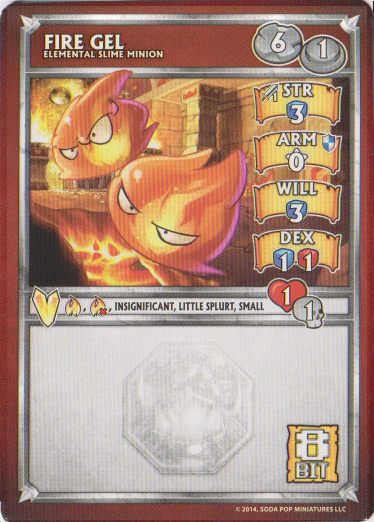 FIRE GEL
6 1
ELEMENTAL SLIME MINION
STR
3
ARM
0
WILL
3
DEX
1 1
, , INSIGNIFICANT, LITTLE SPLURT, SMALL
1
1
8
BIT
© 2014, SODA POP MINIATURES LLC